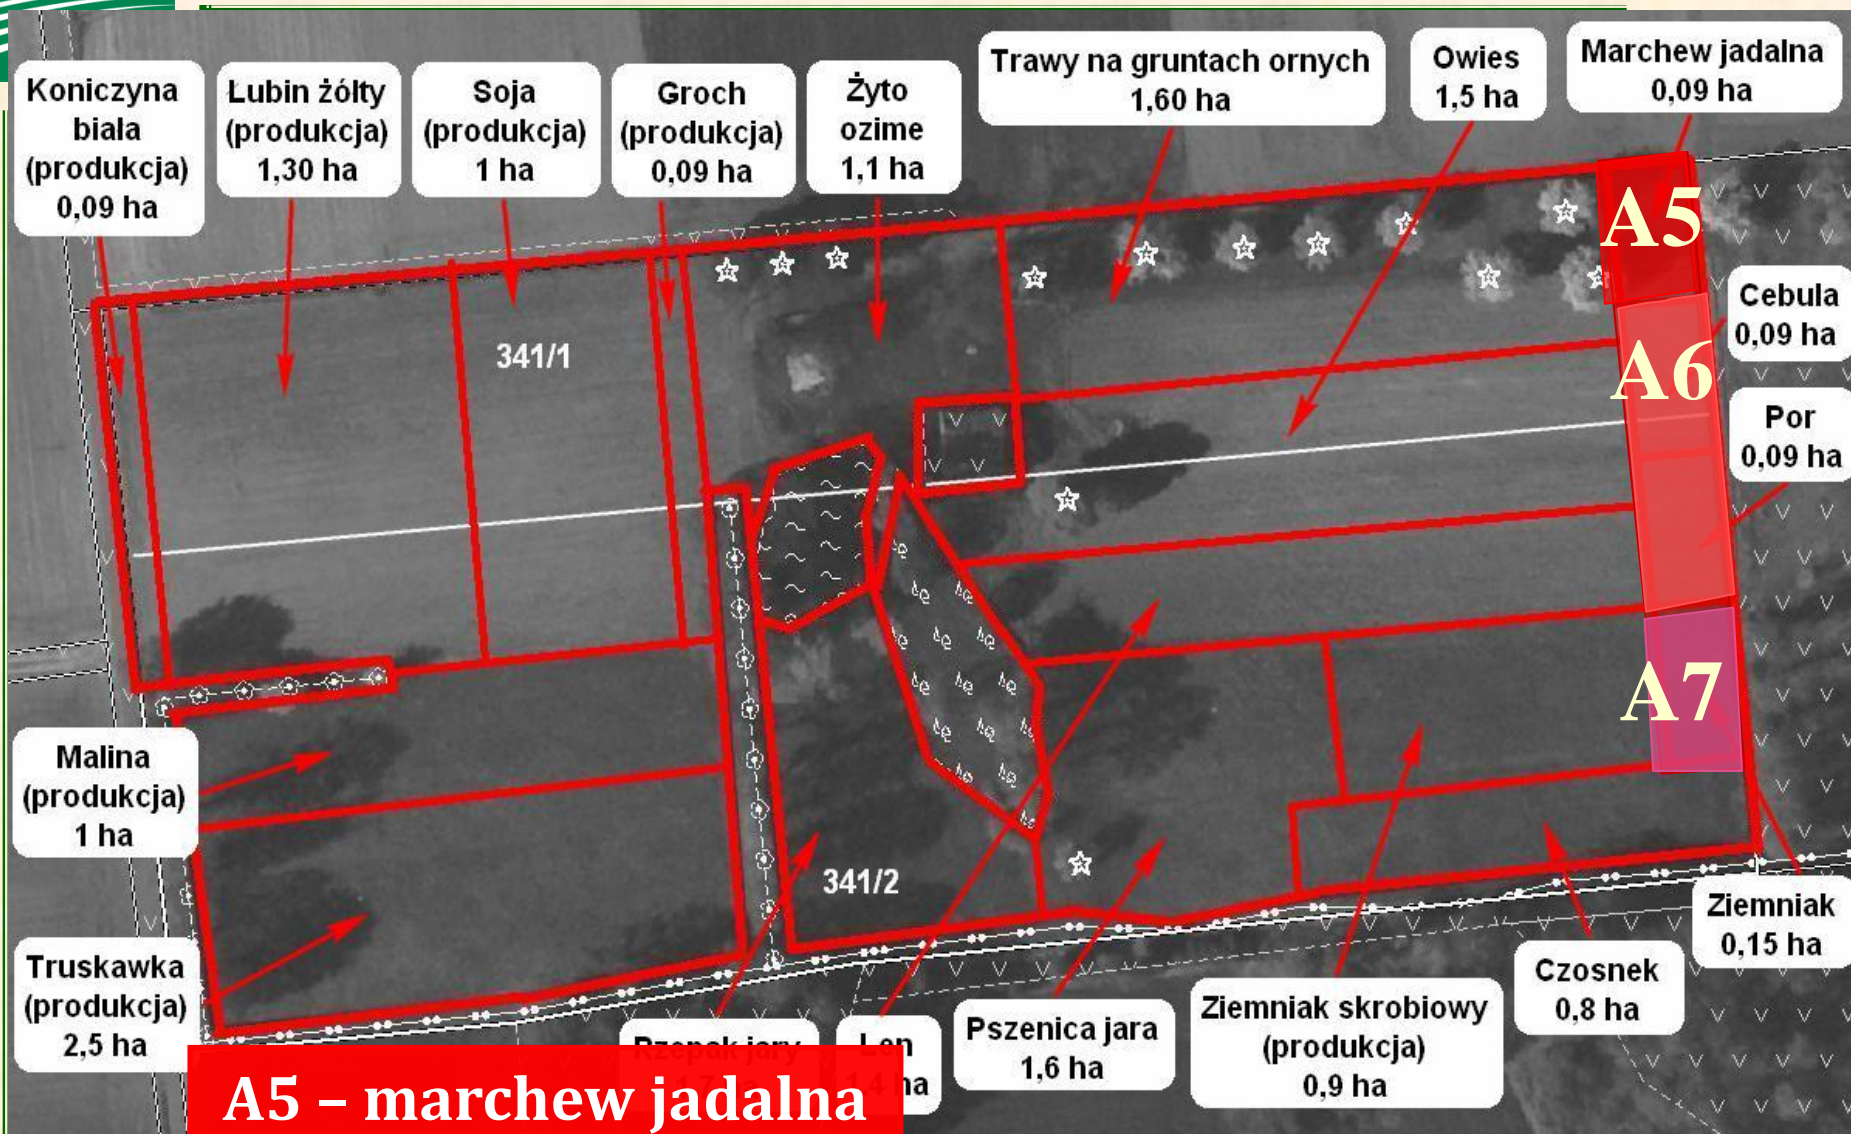 Koniczyna
biała
(produkcja)
0,09 ha
Łubin żółty
(produkcja)
1,30 ha
Soja
(produkcja)
1 ha
Groch
(produkcja)
0,09 ha
Żyto
ozime
1,1 ha
Trawy na gruntach ornych
1,60 ha
Owies
1,5 ha
Marchew jadalna
0,09 ha
A5
Cebula
0,09 ha
341/1
A6
Por
0,09 ha
A7
Malina
(produkcja)
1 ha
341/2
Ziemniak
0,15 ha
Truskawka
(produkcja)
2,5 ha
Czosnek
0,8 ha
Ziemniak skrobiowy
(produkcja)
0,9 ha
Pszenica jara
1,6 ha
Rzepak jary
Len
ha
A5 – marchew jadalna